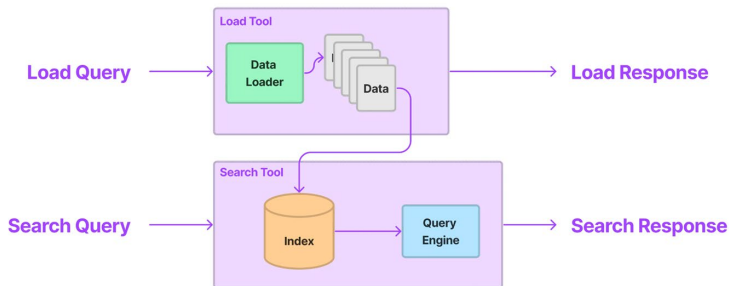 Load Tool
Load Query
Data
Loader
Data
Load Response
Search Tool
Search Query
Index
Query
Engine
Search Response